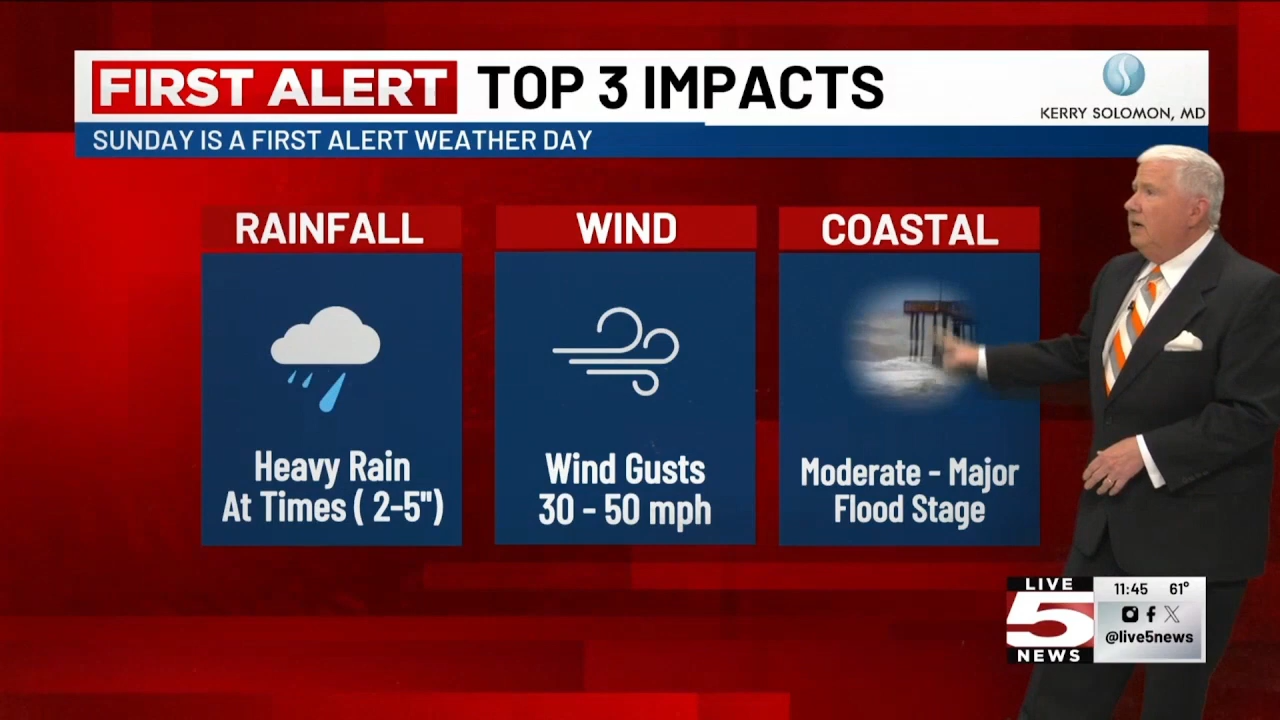 FIRST ALERT TOP 3 IMPACTS
KERRY SOLOMON, MD
SUNDAY IS A FIRST ALERT WEATHER DAY
RAINFALL
Heavy Rain
At Times ( 2-5")
WIND
Wind Gusts
30 - 50 mph
COASTAL
Moderate - Major
Flood Stage
LIVE
5
NEWS
11:45 61°
@live5news